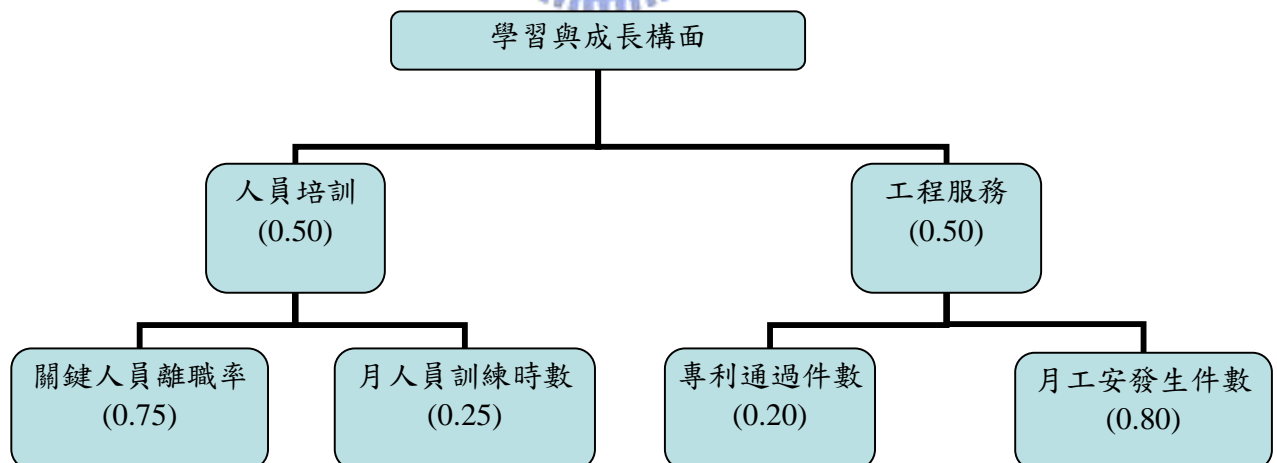 學習與成長構面
人員培訓
(0.50)
工程服務
(0.50)
關鍵人員離職率
(0.75)
月人員訓練時數
(0.25)
專利通過件數
(0.20)
月工安發生件數
(0.80)